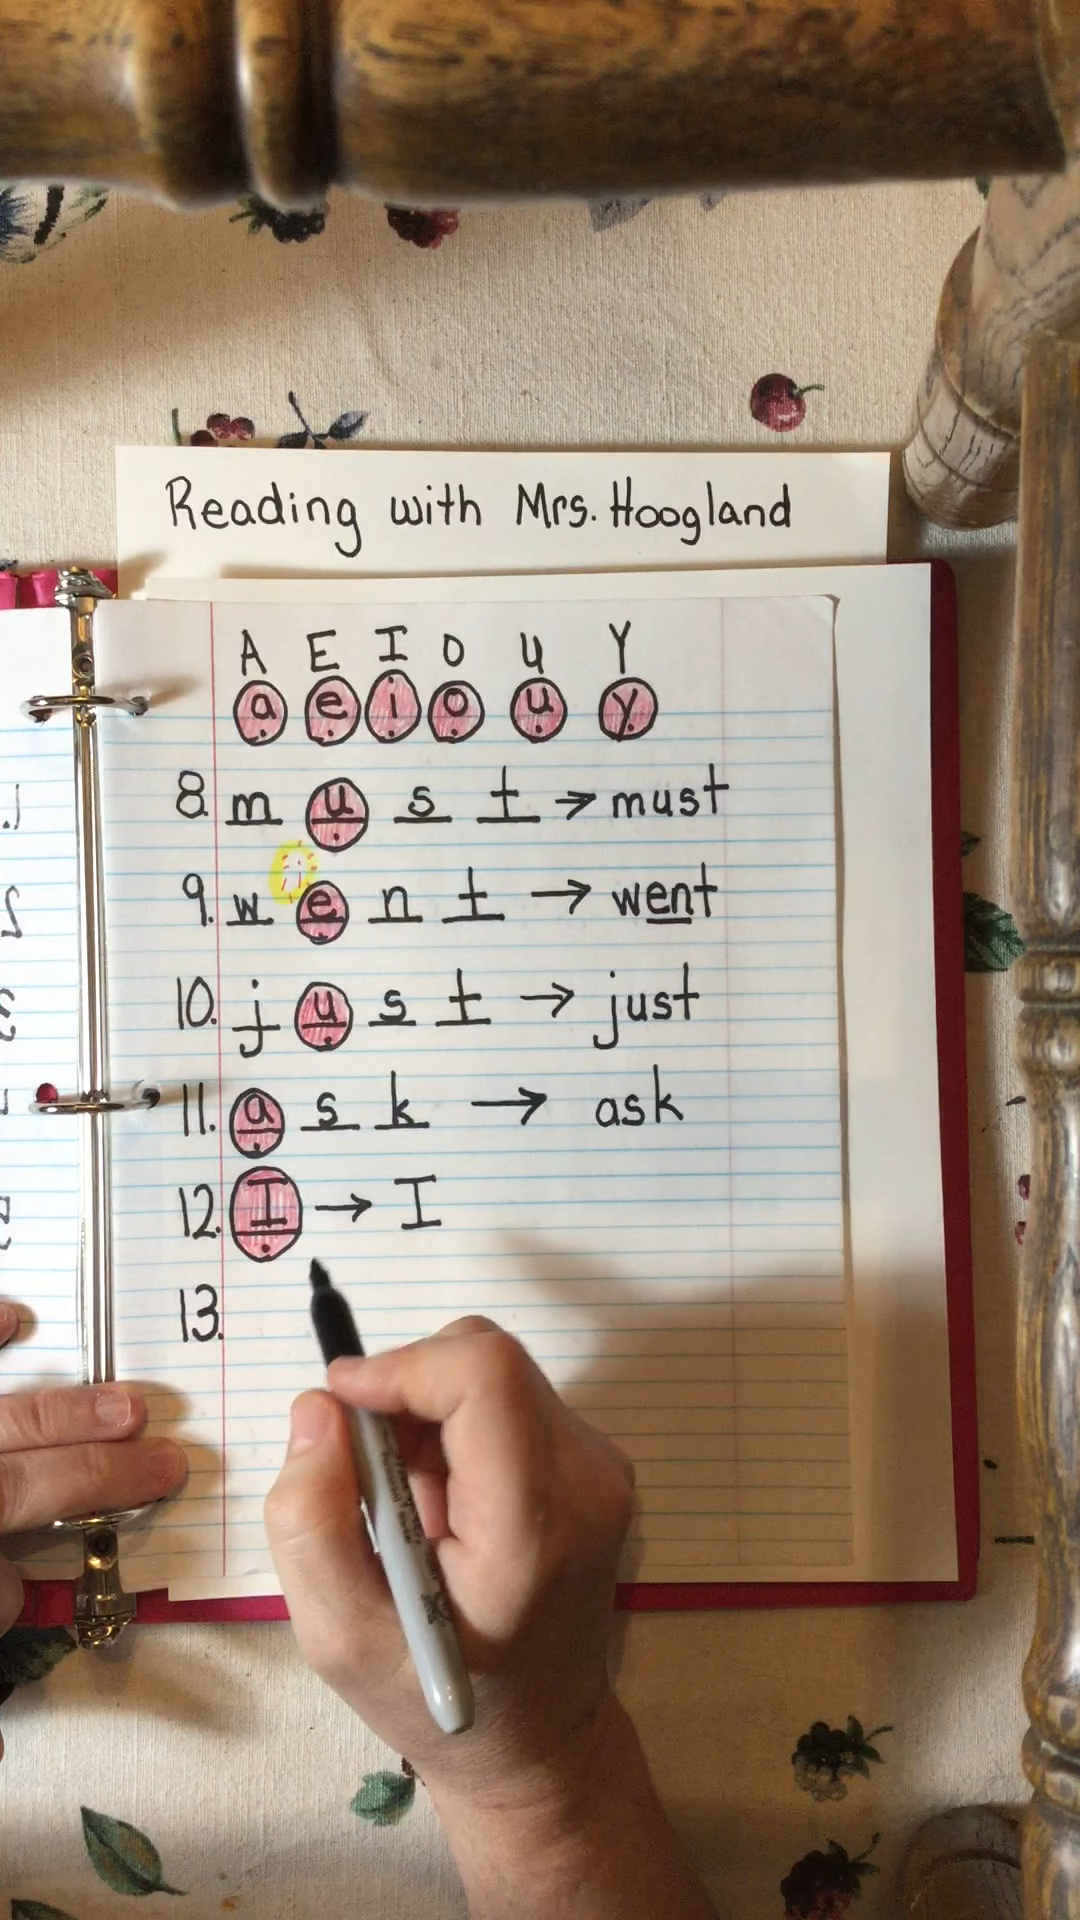 Reading with Mrs. Hoogland
A E I O U Y
a e i o u y
8. m u s t → must
9. w e n t → went
10. j u s t → just
11. a s k → ask
12. I → I
13.